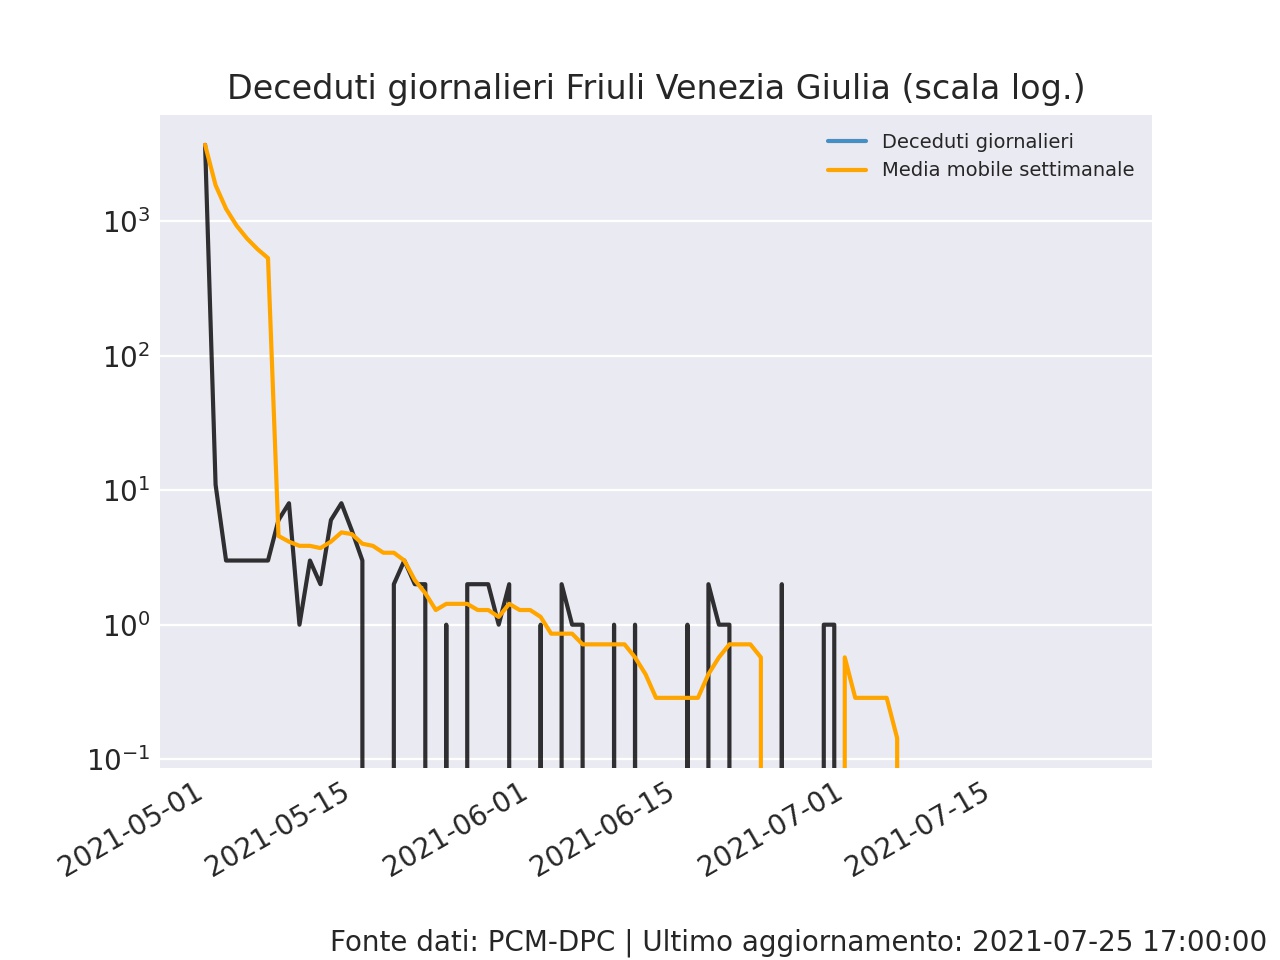 Deceduti giornalieri Friuli Venezia Giulia (scala log.)
Deceduti giornalieri
Media mobile settimanale
10³
10²
10¹
10⁰
10⁻¹
2021-05-01
2021-05-15
2021-06-01
2021-06-15
2021-07-01
2021-07-15
Fonte dati: PCM-DPC | Ultimo aggiornamento: 2021-07-25 17:00:00